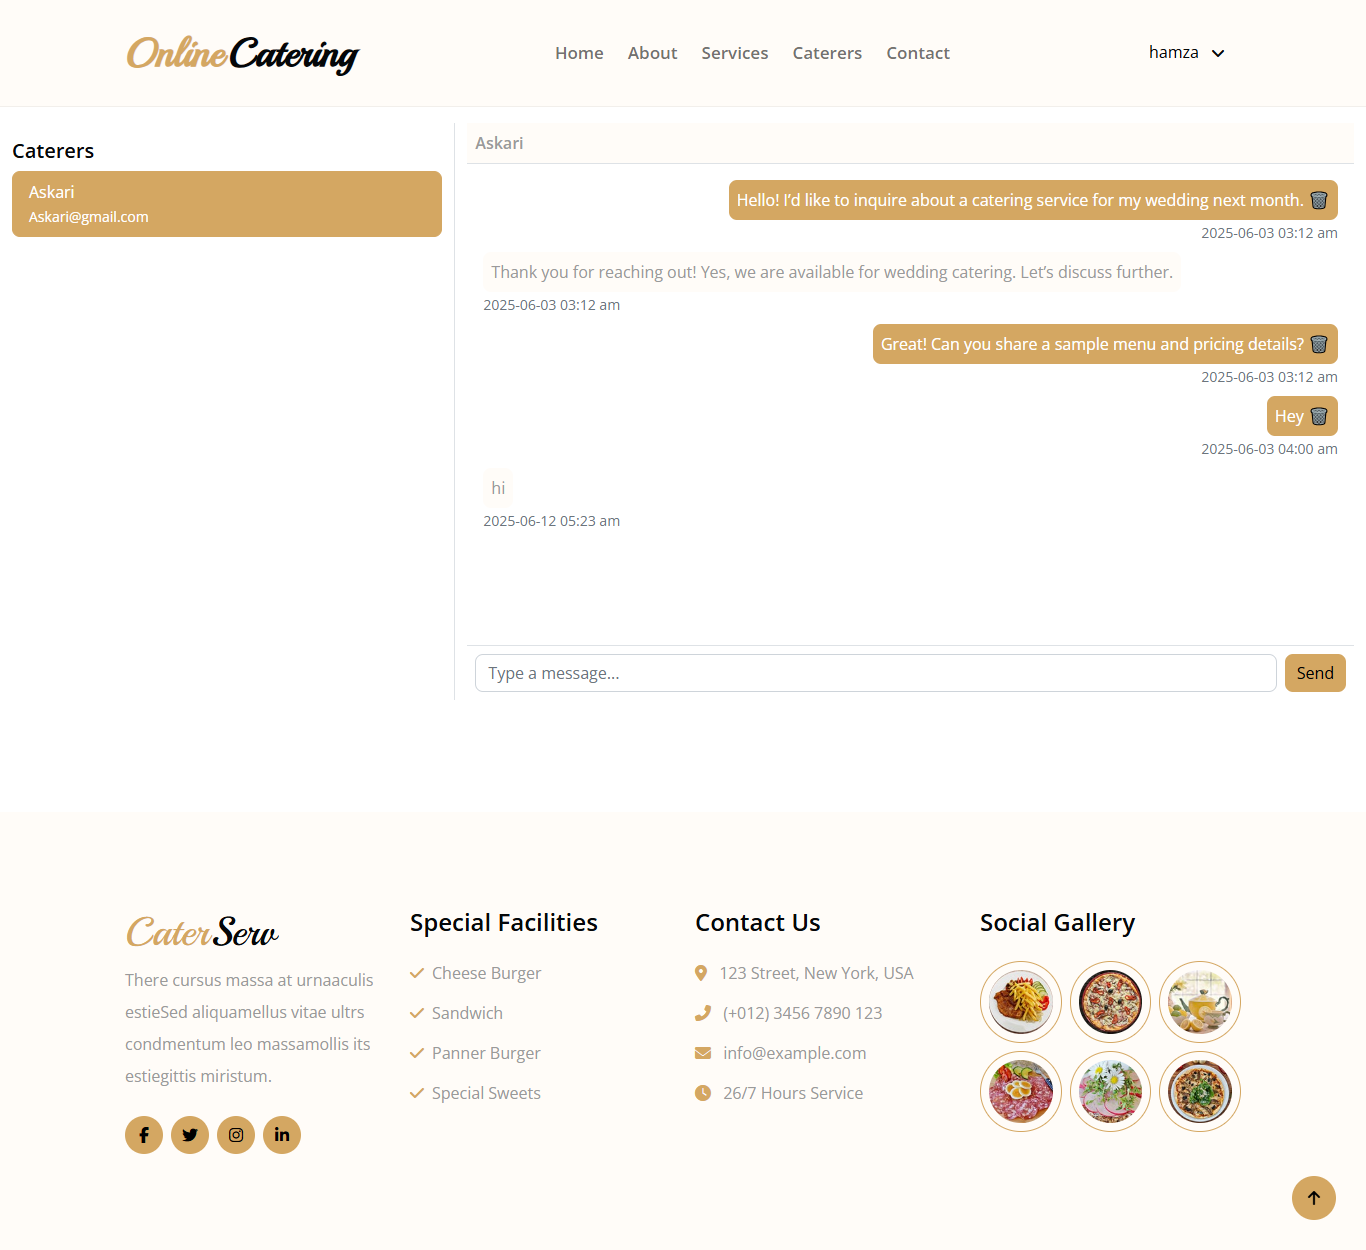 OnlineCatering
Home About Services Caterers Contact
hamza
Caterers
Askari
Askari@gmail.com
Askari
Hello! I’d like to inquire about a catering service for my wedding next month.
2025-06-03 03:12 am
Thank you for reaching out! Yes, we are available for wedding catering. Let’s discuss further.
2025-06-03 03:12 am
Great! Can you share a sample menu and pricing details?
2025-06-03 03:12 am
Hey
2025-06-03 04:00 am
hi
2025-06-12 05:23 am
Type a message...
Send
CaterServ
There cursus massa at urnaaculis
estieSed aliquamellus vitae ultrs
condmentum leo massamollis its
estiegittis miristum.
Special Facilities
Cheese Burger
Sandwich
Panner Burger
Special Sweets
Contact Us
123 Street, New York, USA
(+012) 3456 7890 123
info@example.com
26/7 Hours Service
Social Gallery